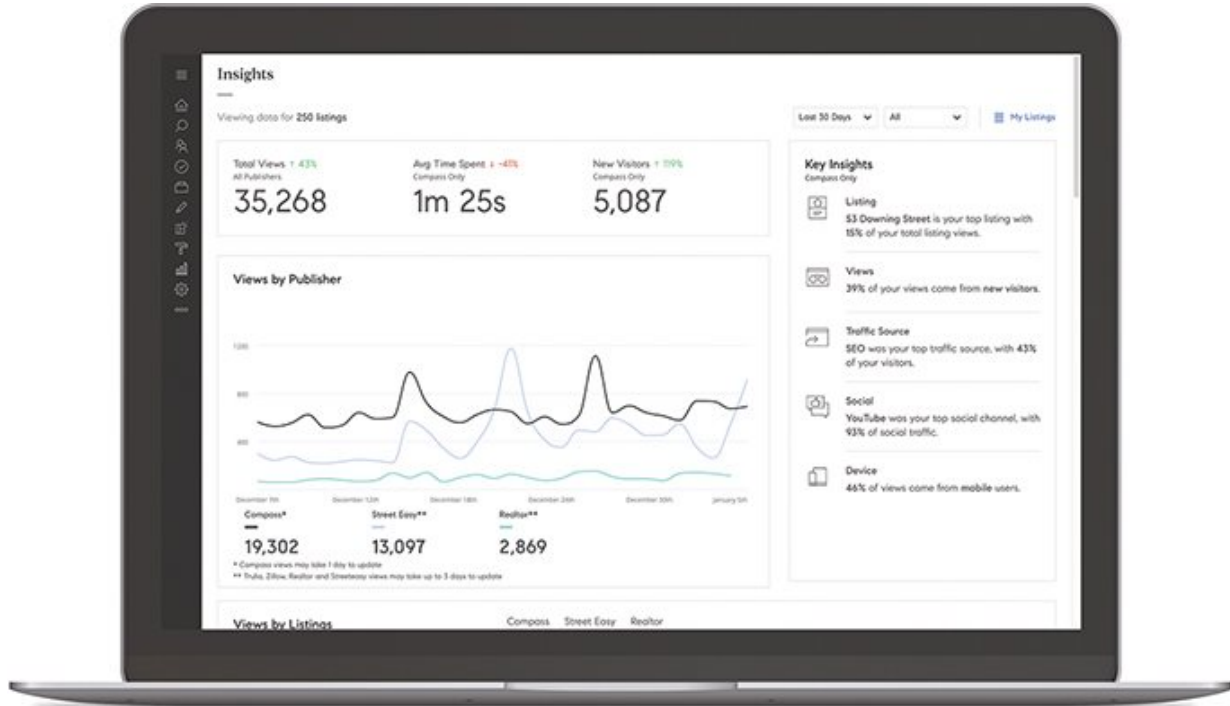 Insights
Viewing data for 250 listings
Last 30 Days
All
My Listings
Total Views ↑ 43%
All Publishers
35,268
Avg Time Spent ↓ -41%
Compass Only
1m 25s
New Visitors ↑ 119%
Compass Only
5,087
Views by Publisher
1200
800
400
December 7th
December 12th
December 18th
December 24th
December 30th
January 5th
Compass*
19,302
Street Easy**
13,097
Realtor**
2,869
* Compass views may take 1 day to update
** Trulia, Zillow, Realtor and Streeteasy views may take up to 3 days to update
Key Insights
Compass Only
Listing
53 Downing Street is your top listing with
15% of your total listing views.
Views
39% of your views come from new visitors.
Traffic Source
SEO was your top traffic source, with 43%
of your visitors.
Social
YouTube was your top social channel, with
93% of social traffic.
Device
46% of views come from mobile users.
Views by Listings
Compass
Street Easy
Realtor